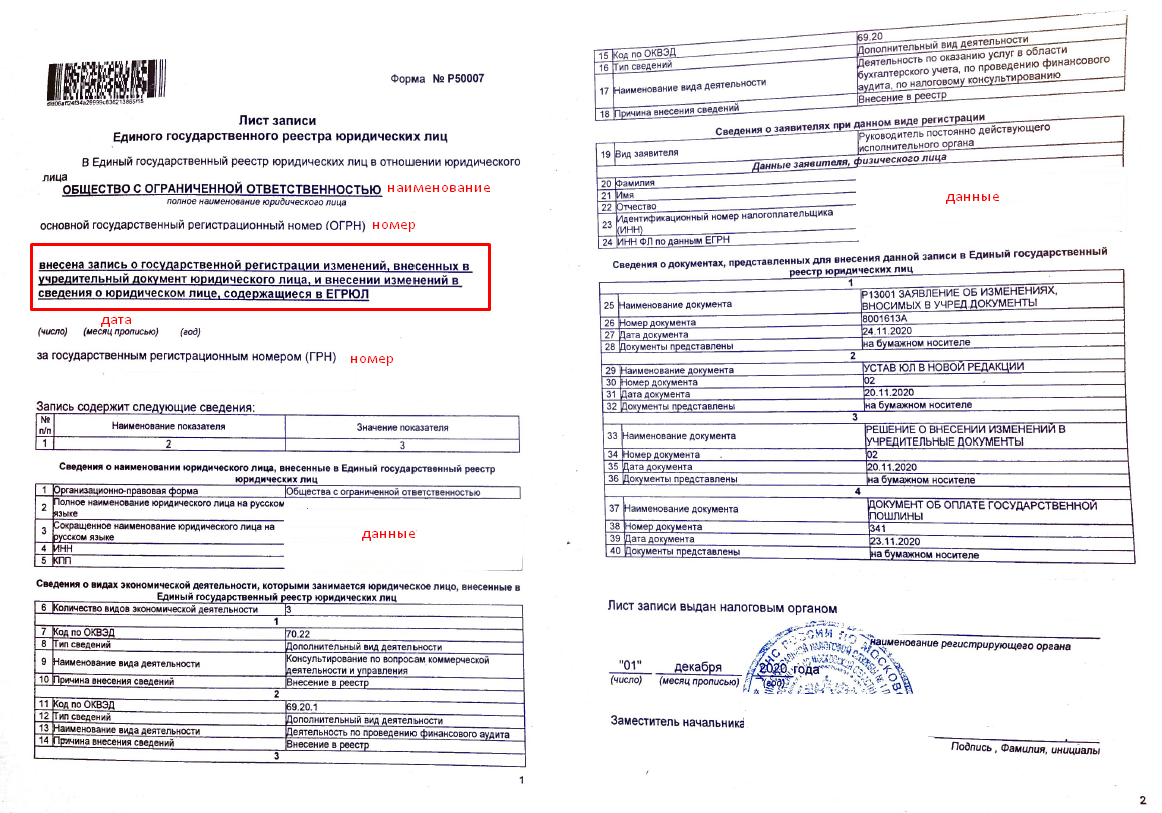 Форма № Р50007
Лист записи
Единого государственного реестра юридических лиц
В Единый государственный реестр юридических лиц в отношении юридического
лица
ОБЩЕСТВО С ОГРАНИЧЕННОЙ ОТВЕТСТВЕННОСТЬЮ наименование
полное наименование юридического лица
основной государственный регистрационный номер (ОГРН) номер
внесена запись о государственной регистрации изменений, внесенных в
учредительный документ юридического лица, и внесении изменений в
сведения о юридическом лице, содержащиеся в ЕГРЮЛ
дата
(число) (месяц прописью) (год)
за государственным регистрационным номером (ГРН) номер
Запись содержит следующие сведения:
№ п/п Наименование показателя Значение показателя
1 2 3
Сведения о наименовании юридического лица, внесенные в Единый государственный реестр
юридических лиц
1 Организационно-правовая форма Общества с ограниченной ответственностью
2 Полное наименование юридического лица на русском
языке
3 Сокращенное наименование юридического лица на
русском языке
данные
4 ИНН
5 КПП
Сведения о видах экономической деятельности, которыми занимается юридическое лицо, внесенные в
Единый государственный реестр юридических лиц
6 Количество видов экономической деятельности 3
1
7 Код по ОКВЭД 70.22
8 Тип сведений Дополнительный вид деятельности
9 Наименование вида деятельности Консультирование по вопросам коммерческой
деятельности и управления
10 Причина внесения сведений Внесение в реестр
2
11 Код по ОКВЭД 69.20.1
12 Тип сведений Дополнительный вид деятельности
13 Наименование вида деятельности Деятельность по проведению финансового аудита
14 Причина внесения сведений Внесение в реестр
3
1
15 Код по ОКВЭД 69.20
16 Тип сведений Дополнительный вид деятельности
17 Наименование вида деятельности Деятельность по оказанию услуг в области
бухгалтерского учета, по проведению финансового
аудита, по налоговому консультированию
18 Причина внесения сведений Внесение в реестр
Сведения о заявителях при данном виде регистрации
19 Вид заявителя Руководитель постоянно действующего
исполнительного органа
Данные заявителя, физического лица
20 Фамилия
21 Имя
данные
22 Отчество
23 Идентификационный номер налогоплательщика
(ИНН)
24 ИНН ФЛ по данным ЕГРН
Сведения о документах, представленных для внесения данной записи в Единый государственный
реестр юридических лиц
1
25 Наименование документа Р13001 ЗАЯВЛЕНИЕ ОБ ИЗМЕНЕНИЯХ,
ВНОСИМЫХ В УЧРЕД.ДОКУМЕНТЫ
26 Номер документа 8001613А
27 Дата документа 24.11.2020
28 Документы представлены на бумажном носителе
2
29 Наименование документа УСТАВ ЮЛ В НОВОЙ РЕДАКЦИИ
30 Номер документа 02
31 Дата документа 20.11.2020
32 Документы представлены на бумажном носителе
3
33 Наименование документа РЕШЕНИЕ О ВНЕСЕНИИ ИЗМЕНЕНИЙ В
УЧРЕДИТЕЛЬНЫЕ ДОКУМЕНТЫ
34 Номер документа 02
35 Дата документа 20.11.2020
36 Документы представлены на бумажном носителе
4
37 Наименование документа ДОКУМЕНТ ОБ ОПЛАТЕ ГОСУДАРСТВЕННОЙ
ПОШЛИНЫ
38 Номер документа 341
39 Дата документа 23.11.2020
40 Документы представлены на бумажном носителе
Лист записи выдан налоговым органом
наименование регистрирующего органа
"01" декабря 2020 года
(число) (месяц прописью) (год)
Заместитель начальника
Подпись , Фамилия, инициалы
2